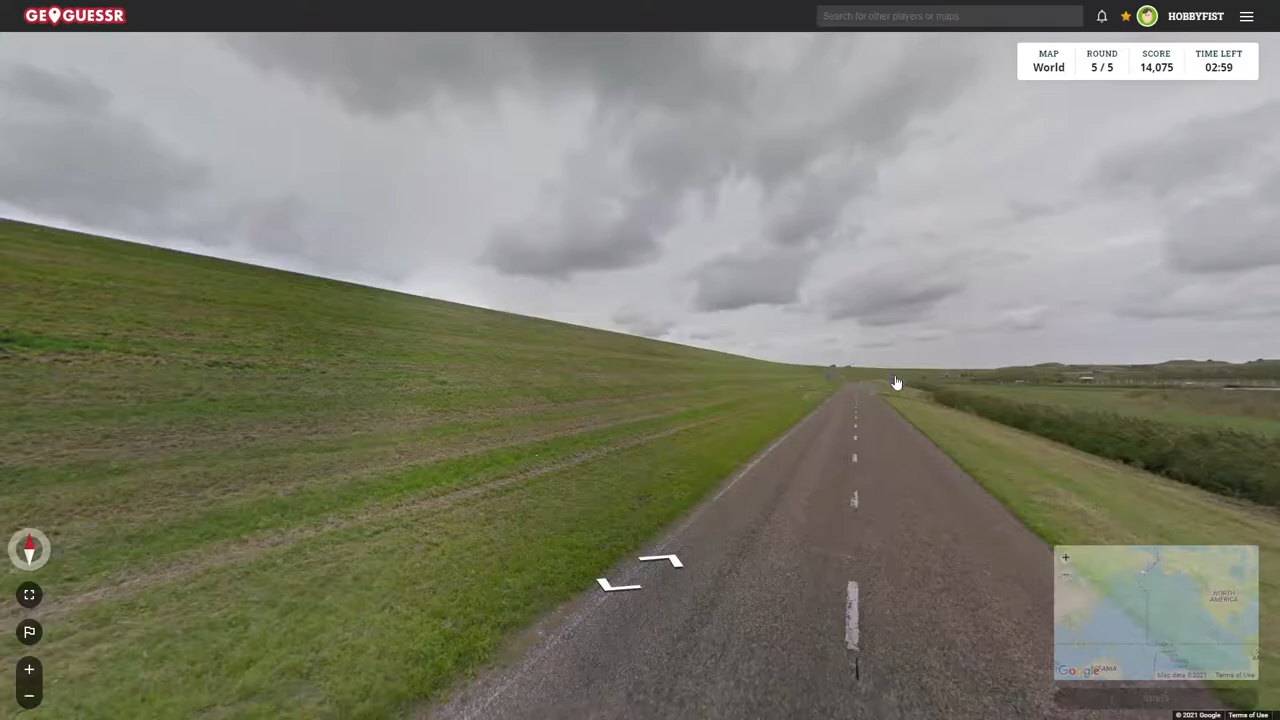 GEOGUESSR
Search for other players or maps
HOBBYFIST
MAP
World
ROUND
5 / 5
SCORE
14,075
TIME LEFT
02:59
NORTH
AMERICA
Google
Map data ©2021
Terms of Use
© 2021 Google
Terms of Use